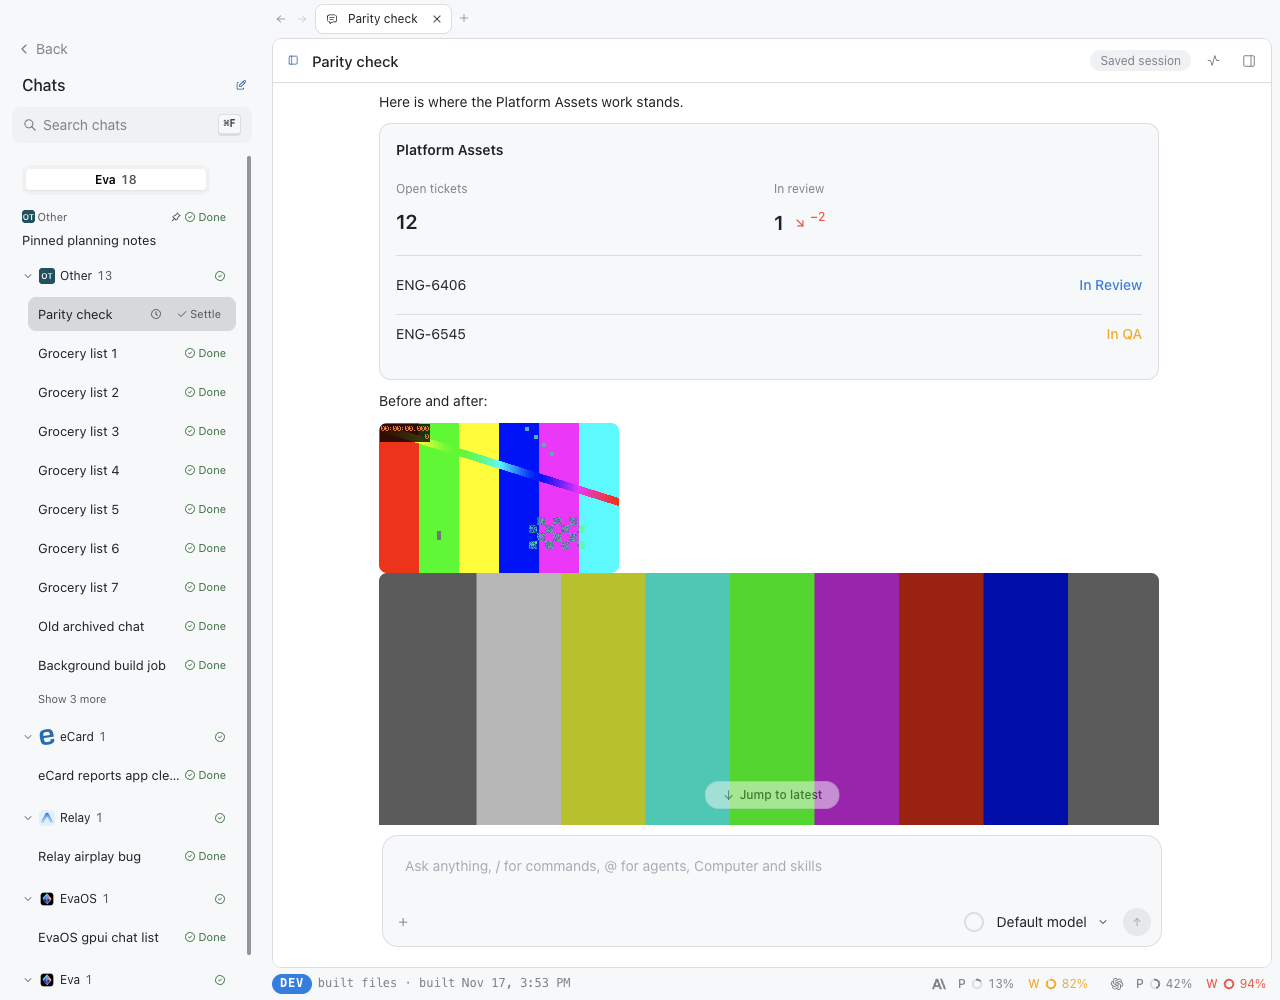 Parity check
Back
Chats
Search chats
⌘F
Eva 18
OT Other
Done
Pinned planning notes
OT Other 13
Parity check
Settle
Grocery list 1
Done
Grocery list 2
Done
Grocery list 3
Done
Grocery list 4
Done
Grocery list 5
Done
Grocery list 6
Done
Grocery list 7
Done
Old archived chat
Done
Background build job
Done
Show 3 more
eCard 1
eCard reports app cle...
Done
Relay 1
Relay airplay bug
Done
EvaOS 1
EvaOS gpui chat list
Done
Eva 1
Parity check
Saved session
Here is where the Platform Assets work stands.
Platform Assets
Open tickets
In review
12
1 ↘ −2
ENG-6406
In Review
ENG-6545
In QA
Before and after:
00:00:00.000
0
↓ Jump to latest
Ask anything, / for commands, @ for agents, Computer and skills
Default model
DEV built files · built Nov 17, 3:53 PM
P 13% W 82%
P 42% W 94%